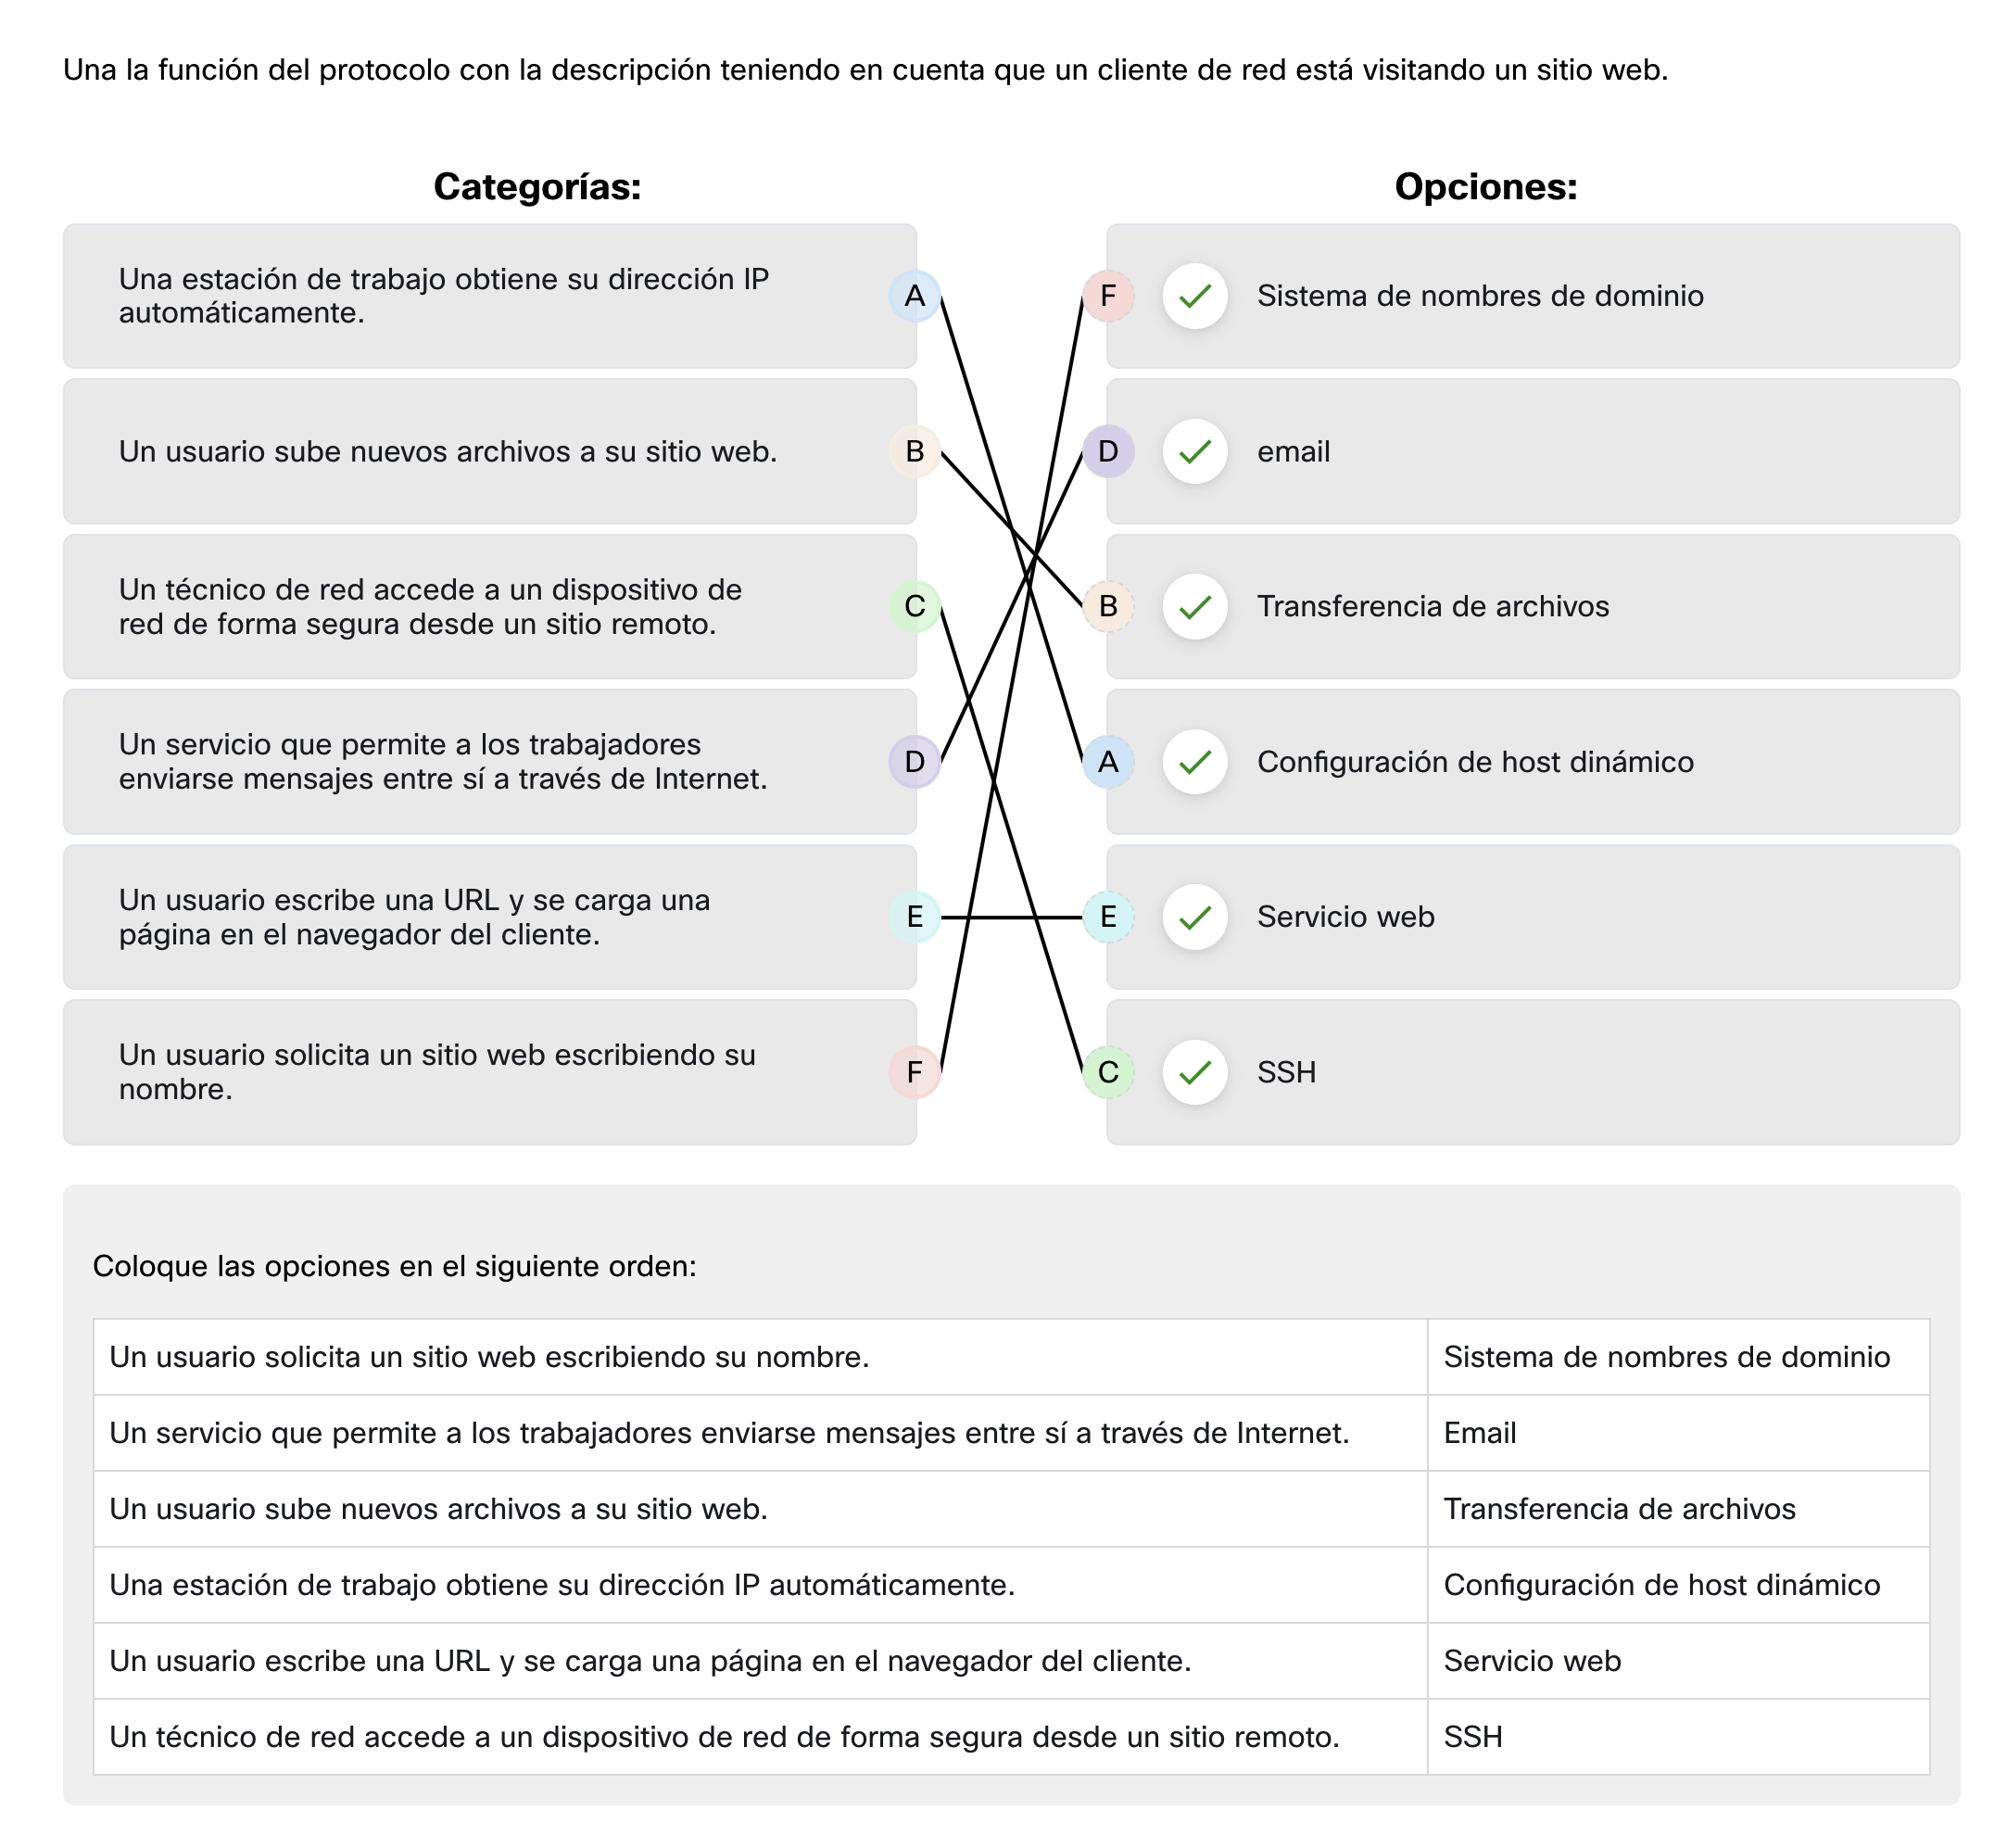 Una la función del protocolo con la descripción teniendo en cuenta que un cliente de red está visitando un sitio web.
Categorías:
Opciones:
Una estación de trabajo obtiene su dirección IP
automáticamente.
A
F
Sistema de nombres de dominio
Un usuario sube nuevos archivos a su sitio web.
B
D
email
Un técnico de red accede a un dispositivo de
red de forma segura desde un sitio remoto.
C
B
Transferencia de archivos
Un servicio que permite a los trabajadores
enviarse mensajes entre sí a través de Internet.
D
A
Configuración de host dinámico
Un usuario escribe una URL y se carga una
página en el navegador del cliente.
E
E
Servicio web
Un usuario solicita un sitio web escribiendo su
nombre.
F
C
SSH
Coloque las opciones en el siguiente orden:
Un usuario solicita un sitio web escribiendo su nombre.
Sistema de nombres de dominio
Un servicio que permite a los trabajadores enviarse mensajes entre sí a través de Internet.
Email
Un usuario sube nuevos archivos a su sitio web.
Transferencia de archivos
Una estación de trabajo obtiene su dirección IP automáticamente.
Configuración de host dinámico
Un usuario escribe una URL y se carga una página en el navegador del cliente.
Servicio web
Un técnico de red accede a un dispositivo de red de forma segura desde un sitio remoto.
SSH